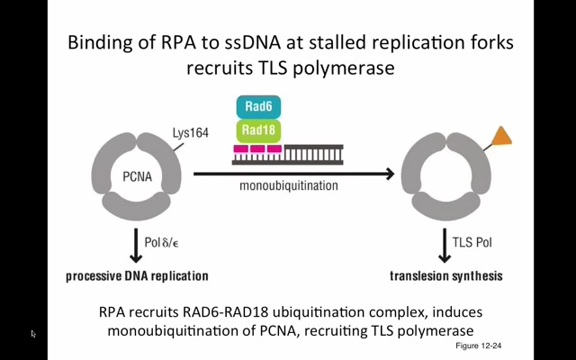 Binding of RPA to ssDNA at stalled replication forks
recruits TLS polymerase
Rad6
Rad18
Lys164
PCNA
monoubiquitination
Pol δ/ε
TLS Pol
processive DNA replication
translesion synthesis
RPA recruits RAD6-RAD18 ubiquitination complex, induces
monoubiquitination of PCNA, recruiting TLS polymerase
Figure 12-24